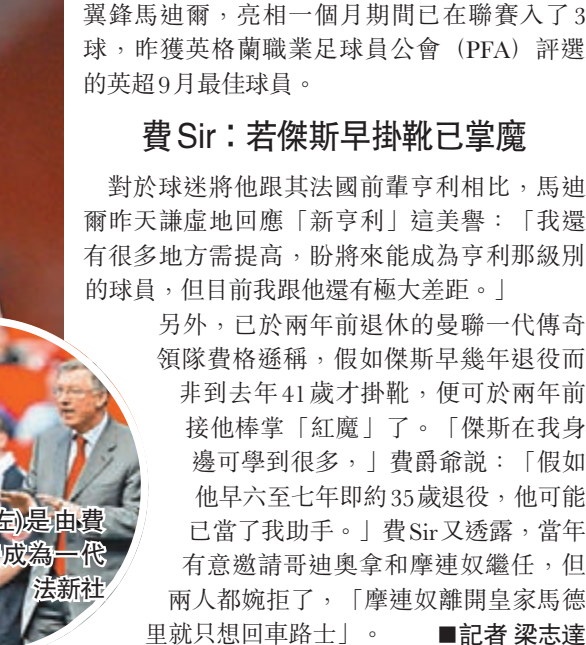 翼鋒馬迪爾，亮相一個月期間已在聯賽入了3
球，昨獲英格蘭職業足球員公會（PFA）評選
的英超9月最佳球員。
費Sir：若傑斯早掛靴已掌魔
對於球迷將他跟其法國前輩亨利相比，馬迪
爾昨天謙虛地回應「新亨利」這美譽：「我還
有很多地方需提高，盼將來能成為亨利那級別
的球員，但目前我跟他還有極大差距。」
另外，已於兩年前退休的曼聯一代傳奇
領隊費格遜稱，假如傑斯早幾年退役而
非到去年41歲才掛靴，便可於兩年前
接他棒掌「紅魔」了。「傑斯在我身
邊可學到很多，」費爵爺説：「假如
他早六至七年即約35歲退役，他可能
已當了我助手。」費Sir又透露，當年
有意邀請哥迪奧拿和摩連奴繼任，但
兩人都婉拒了，「摩連奴離開皇家馬德
里就只想回車路士」。 ■記者 梁志達
左)是由費
成為一代
法新社